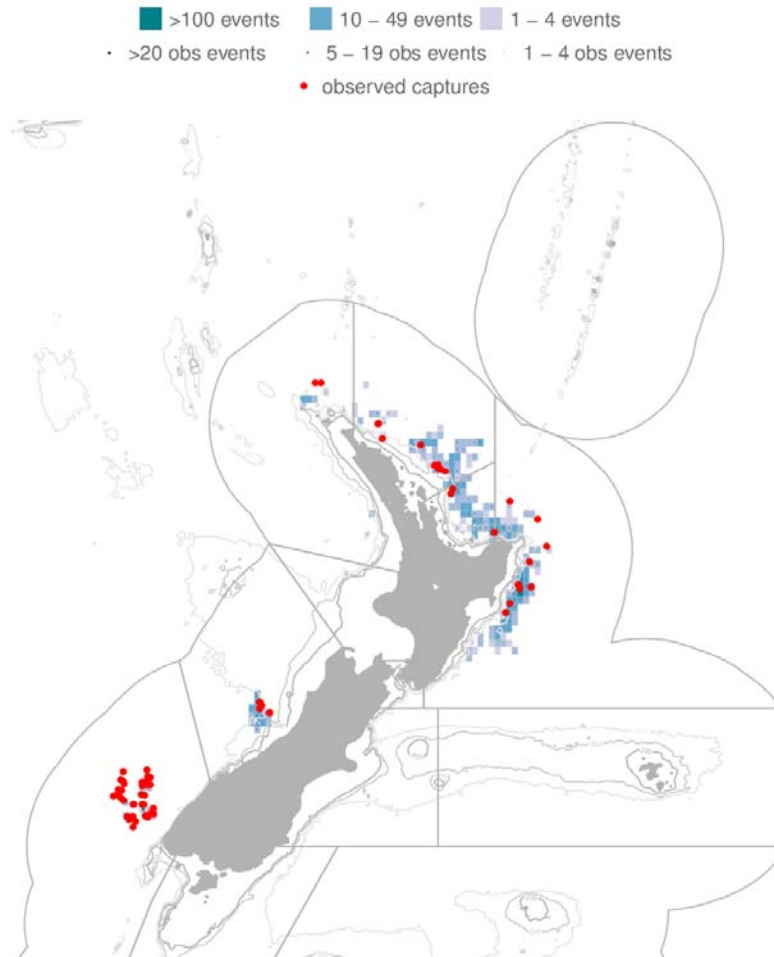 >100 events 10 – 49 events 1 – 4 events
>20 obs events 5 – 19 obs events 1 – 4 obs events
observed captures